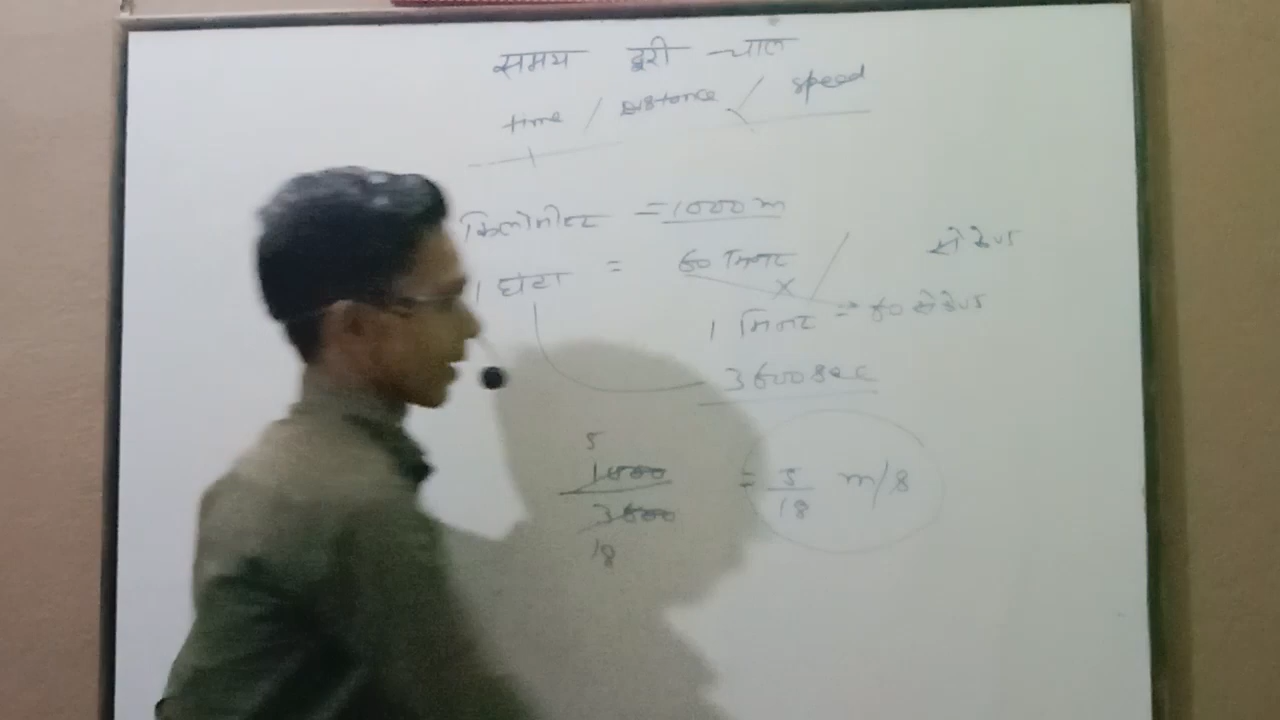 समय दूरी चाल
time / distance / speed
किलोमीटर = 1000 m
1 घंटा = 60 मिनट सेकेण्ड
×
1 मिनट = 60 सेकेण्ड
3600 sec
5
1000 = 5 m/s
3600 18
18